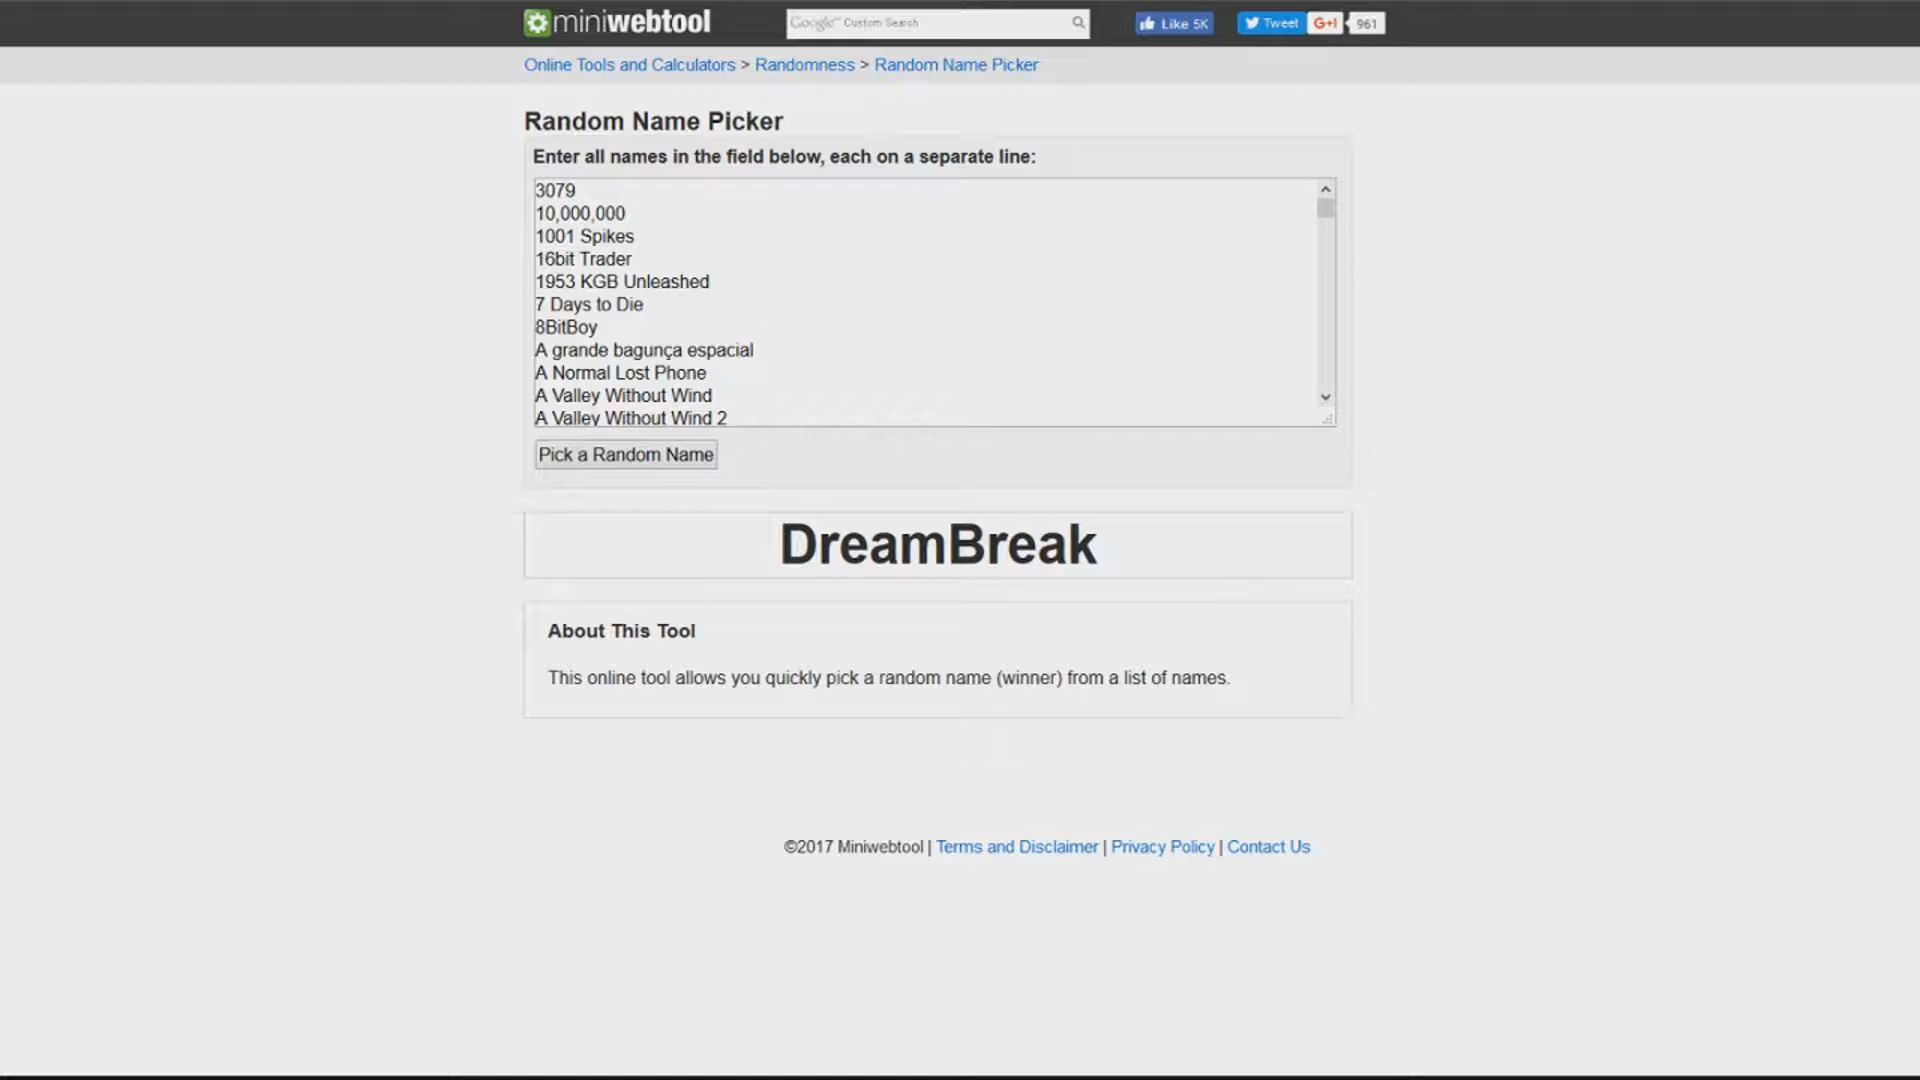 miniwebtool
Google™ Custom Search
Like 5K
Tweet
G+1
961
Online Tools and Calculators > Randomness > Random Name Picker
Random Name Picker
Enter all names in the field below, each on a separate line:
3079
10,000,000
1001 Spikes
16bit Trader
1953 KGB Unleashed
7 Days to Die
8BitBoy
A grande bagunça espacial
A Normal Lost Phone
A Valley Without Wind
A Valley Without Wind 2
Pick a Random Name
DreamBreak
About This Tool
This online tool allows you quickly pick a random name (winner) from a list of names.
©2017 Miniwebtool | Terms and Disclaimer | Privacy Policy | Contact Us